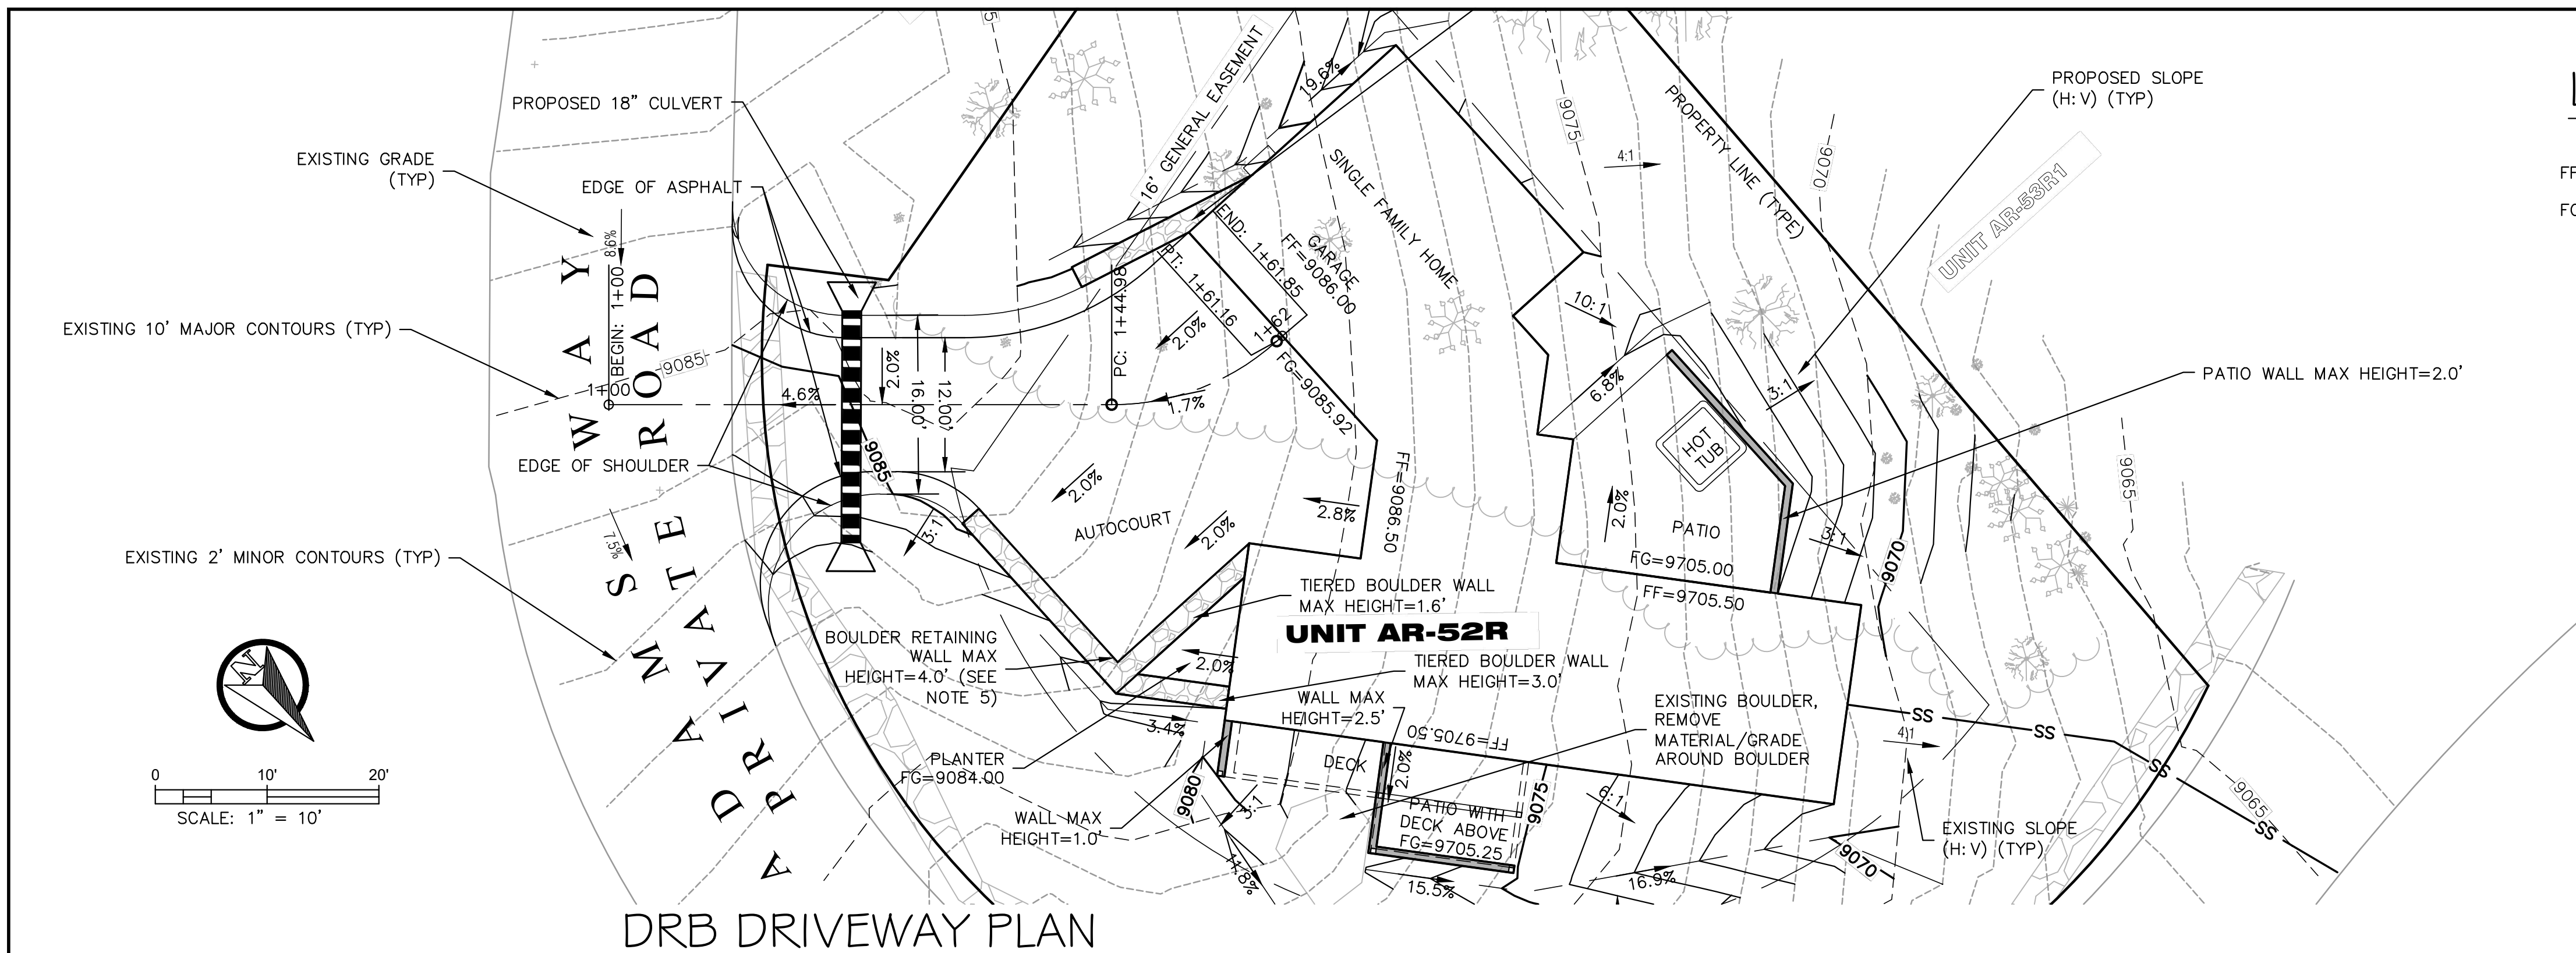 PROPOSED 18” CULVERT
EXISTING GRADE
(TYP)
EDGE OF ASPHALT
EXISTING 10’ MAJOR CONTOURS (TYP)
EDGE OF SHOULDER
EXISTING 2’ MINOR CONTOURS (TYP)
N
0 10’ 20’
SCALE: 1” = 10’
8.6%
BEGIN: 1+00
1+00
9085
7.5%
ADAMS WAY
A PRIVATE ROAD
4.6%
2.0%
16.00’
12.00’
9085
3:1
PC: 1+44.98
1.7%
2.0%
2.0%
AUTOCOURT
2.0%
2.8%
16’ GENERAL EASEMENT
19.6%
END: 1+61.85
PT: 1+61.16
1+62
GARAGE
FF=9086.00
FG=9085.92
SINGLE FAMILY HOME
FF=9086.50
9075
4:1
PROPERTY LINE (TYPE)
9070
PROPOSED SLOPE
(H:V) (TYP)
UNIT AR-53R1
10:1
6.8%
HOT
TUB
3:1
PATIO WALL MAX HEIGHT=2.0’
2.0%
PATIO
FG=9705.00
FF=9705.50
3:1
9070
9065
TIERED BOULDER WALL
MAX HEIGHT=1.6’
UNIT AR-52R
BOULDER RETAINING
WALL MAX
HEIGHT=4.0’ (SEE
NOTE 5)
2.0%
TIERED BOULDER WALL
MAX HEIGHT=3.0’
WALL MAX
HEIGHT=2.5’
EXISTING BOULDER,
REMOVE
MATERIAL/GRADE
AROUND BOULDER
3.4%
FF=9705.50
PLANTER
FG=9084.00
DECK
2.0%
9080
3:1
WALL MAX
HEIGHT=1.0’
PATIO WITH
DECK ABOVE
FG=9705.25
9075
6:1
11.8%
15.5%
16.9%
9070
SS
SS
SS
SS
4:1
9065
EXISTING SLOPE
(H:V) (TYP)
DRB DRIVEWAY PLAN